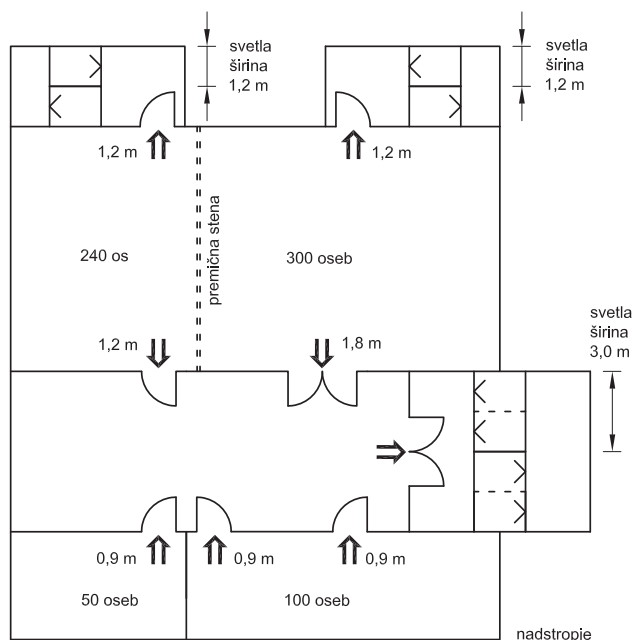 svetla
širina
1,2 m
svetla
širina
1,2 m
1,2 m
1,2 m
240 os
premična stena
300 oseb
svetla
širina
3,0 m
1,2 m
1,8 m
0,9 m
0,9 m
0,9 m
50 oseb
100 oseb
nadstropje